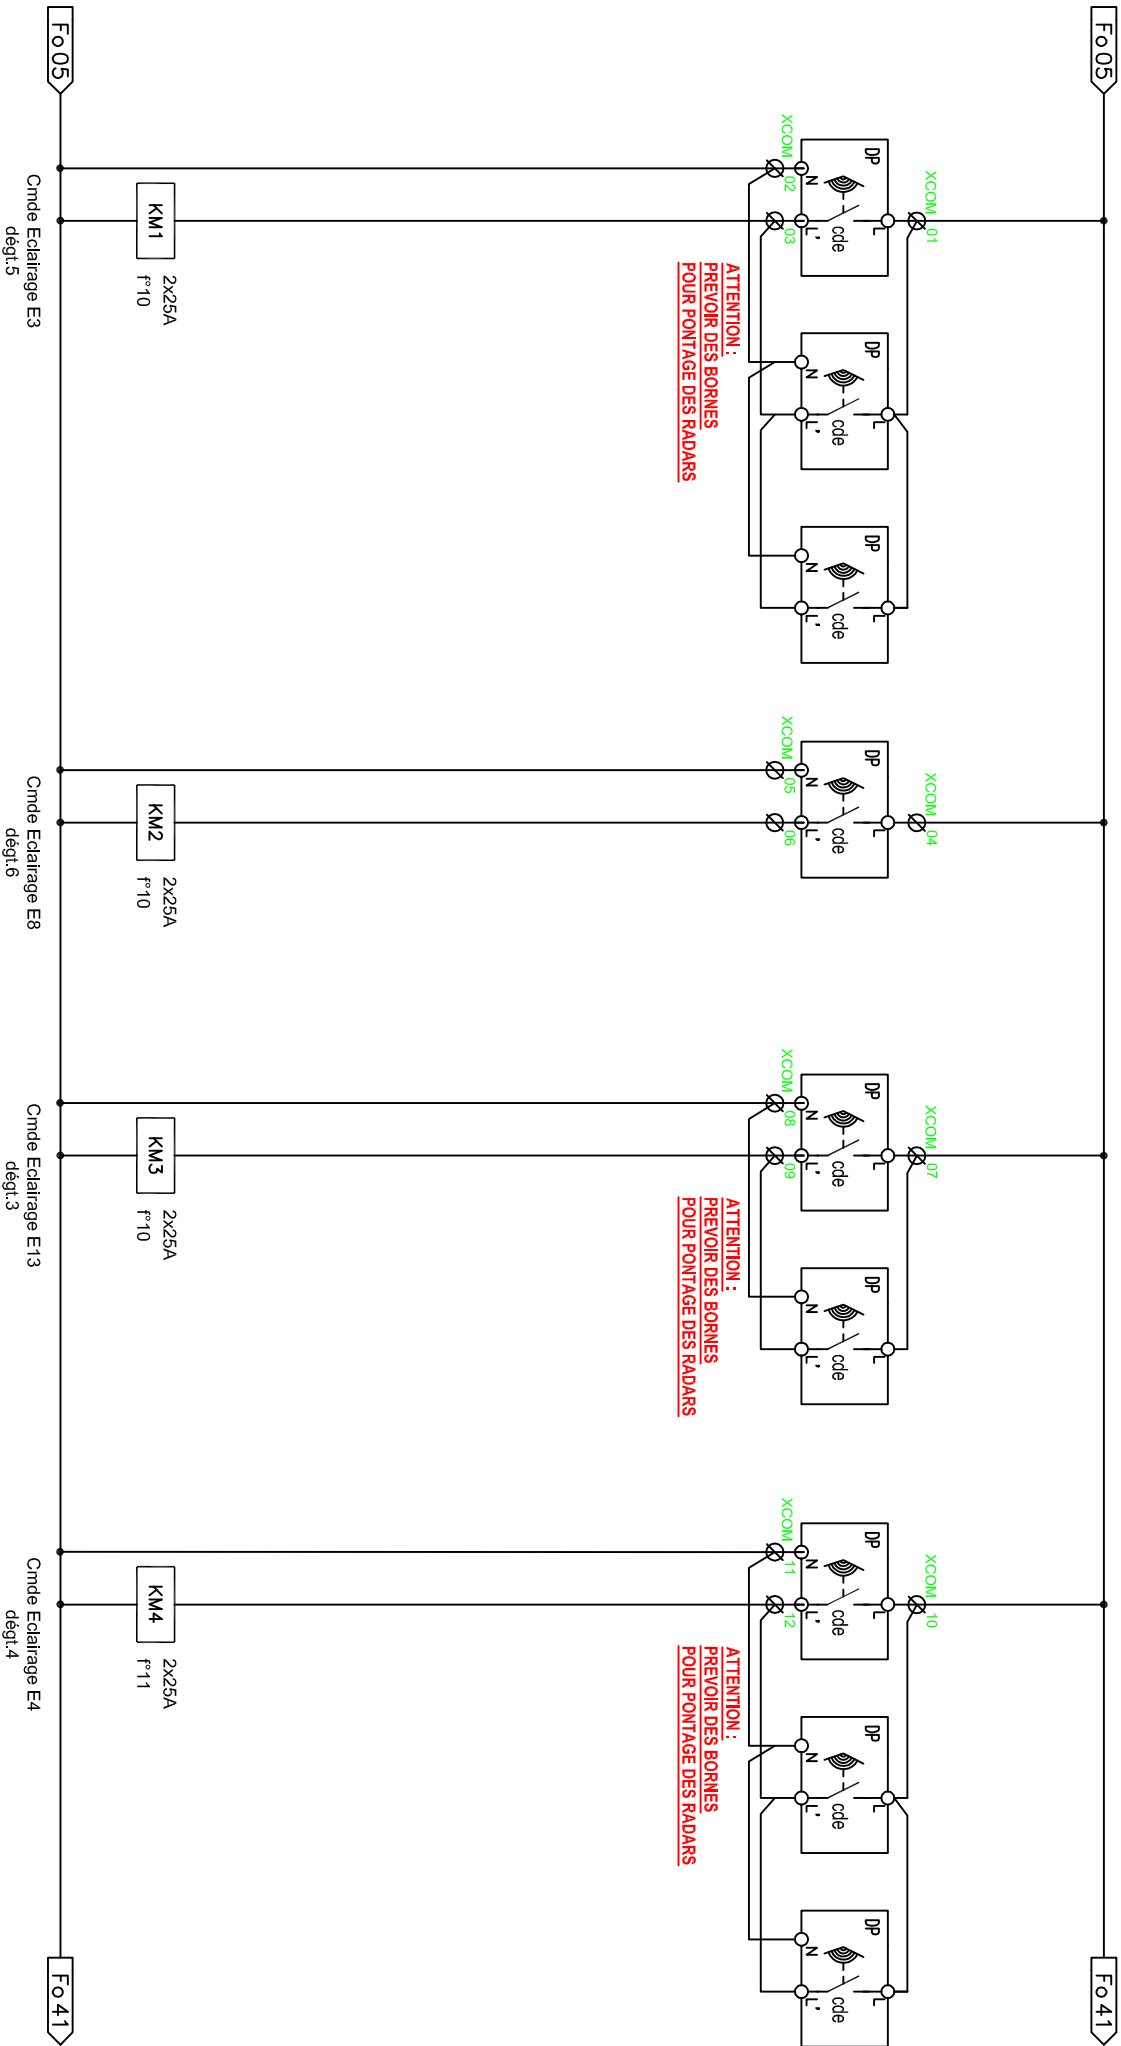 Fo 05
Fo 41
XCOM
01
XCOM
04
XCOM
07
XCOM
10
DP
L
cde
N
L'
DP
L
cde
N
L'
DP
L
cde
N
L'
DP
L
cde
N
L'
DP
L
cde
N
L'
DP
L
cde
N
L'
DP
L
cde
N
L'
DP
L
cde
N
L'
DP
L
cde
N
L'
XCOM
02
03
XCOM
05
06
XCOM
08
09
XCOM
11
12
ATTENTION :
PREVOIR DES BORNES
POUR PONTAGE DES RADARS
ATTENTION :
PREVOIR DES BORNES
POUR PONTAGE DES RADARS
ATTENTION :
PREVOIR DES BORNES
POUR PONTAGE DES RADARS
KM1
2x25A
f°10
KM2
2x25A
f°10
KM3
2x25A
f°10
KM4
2x25A
f°11
Fo 05
Fo 41
Cmde Eclairage E3
dégt.5
Cmde Eclairage E8
dégt.6
Cmde Eclairage E13
dégt.3
Cmde Eclairage E4
dégt.4